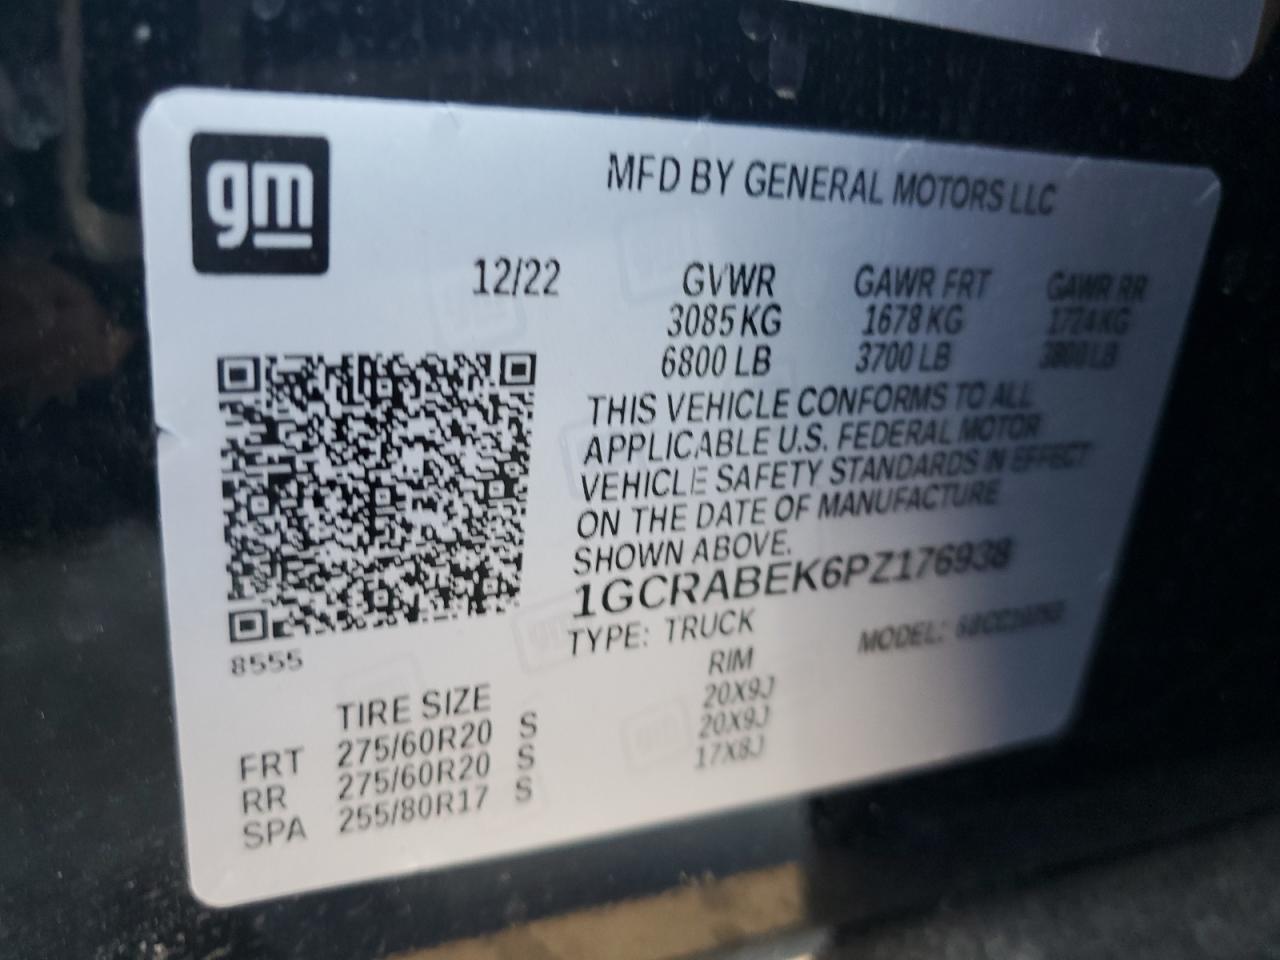 gm
MFD BY GENERAL MOTORS LLC
12/22 GVWR GAWR FRT GAWR RR
3085 KG 1678 KG 1724 KG
6800 LB 3700 LB 3800 LB
THIS VEHICLE CONFORMS TO ALL
APPLICABLE U.S. FEDERAL MOTOR
VEHICLE SAFETY STANDARDS IN EFFECT
ON THE DATE OF MANUFACTURE
SHOWN ABOVE.
1GCRABEK6PZ176938
TYPE: TRUCK MODEL:
8555
TIRE SIZE RIM
FRT 275/60R20 S 20X9J
RR 275/60R20 S 20X9J
SPA 255/80R17 S 17X8J